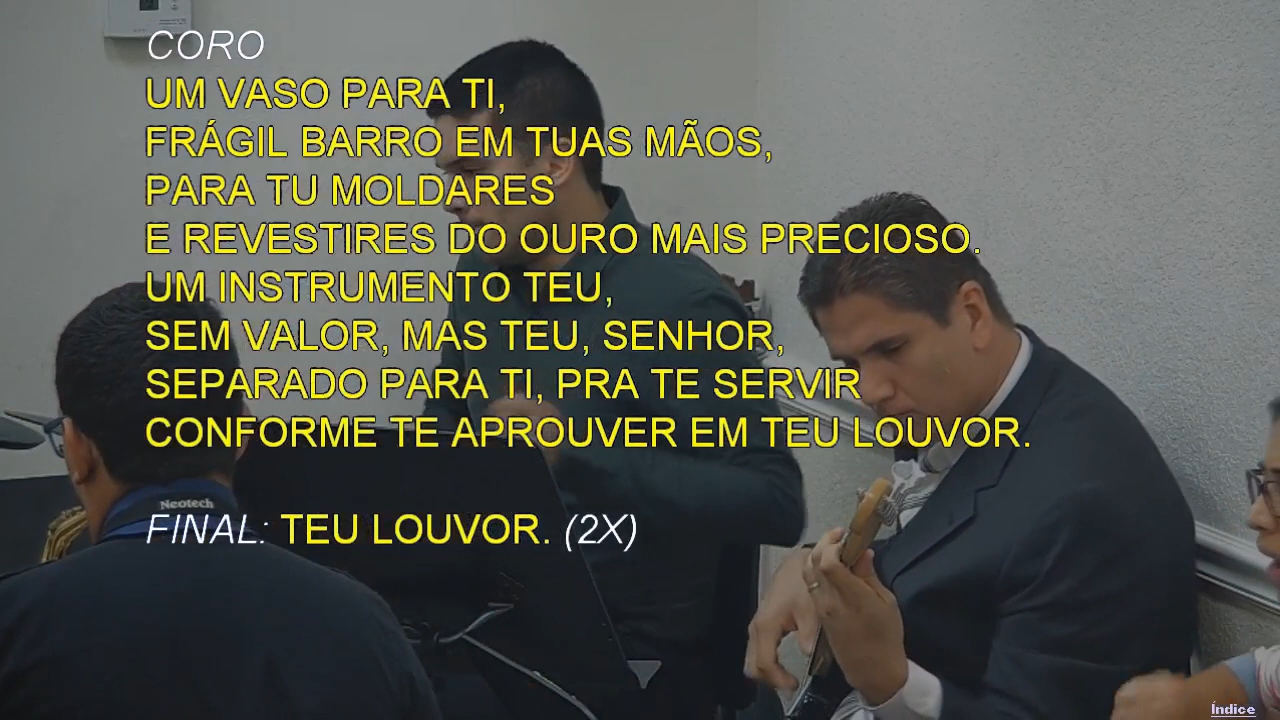 CORO
UM VASO PARA TI,
FRÁGIL BARRO EM TUAS MÃOS,
PARA TU MOLDARES
E REVESTIRES DO OURO MAIS PRECIOSO.
UM INSTRUMENTO TEU,
SEM VALOR, MAS TEU, SENHOR,
SEPARADO PARA TI, PRA TE SERVIR
CONFORME TE APROUVER EM TEU LOUVOR.
Neotech
FINAL: TEU LOUVOR. (2X)
Índice